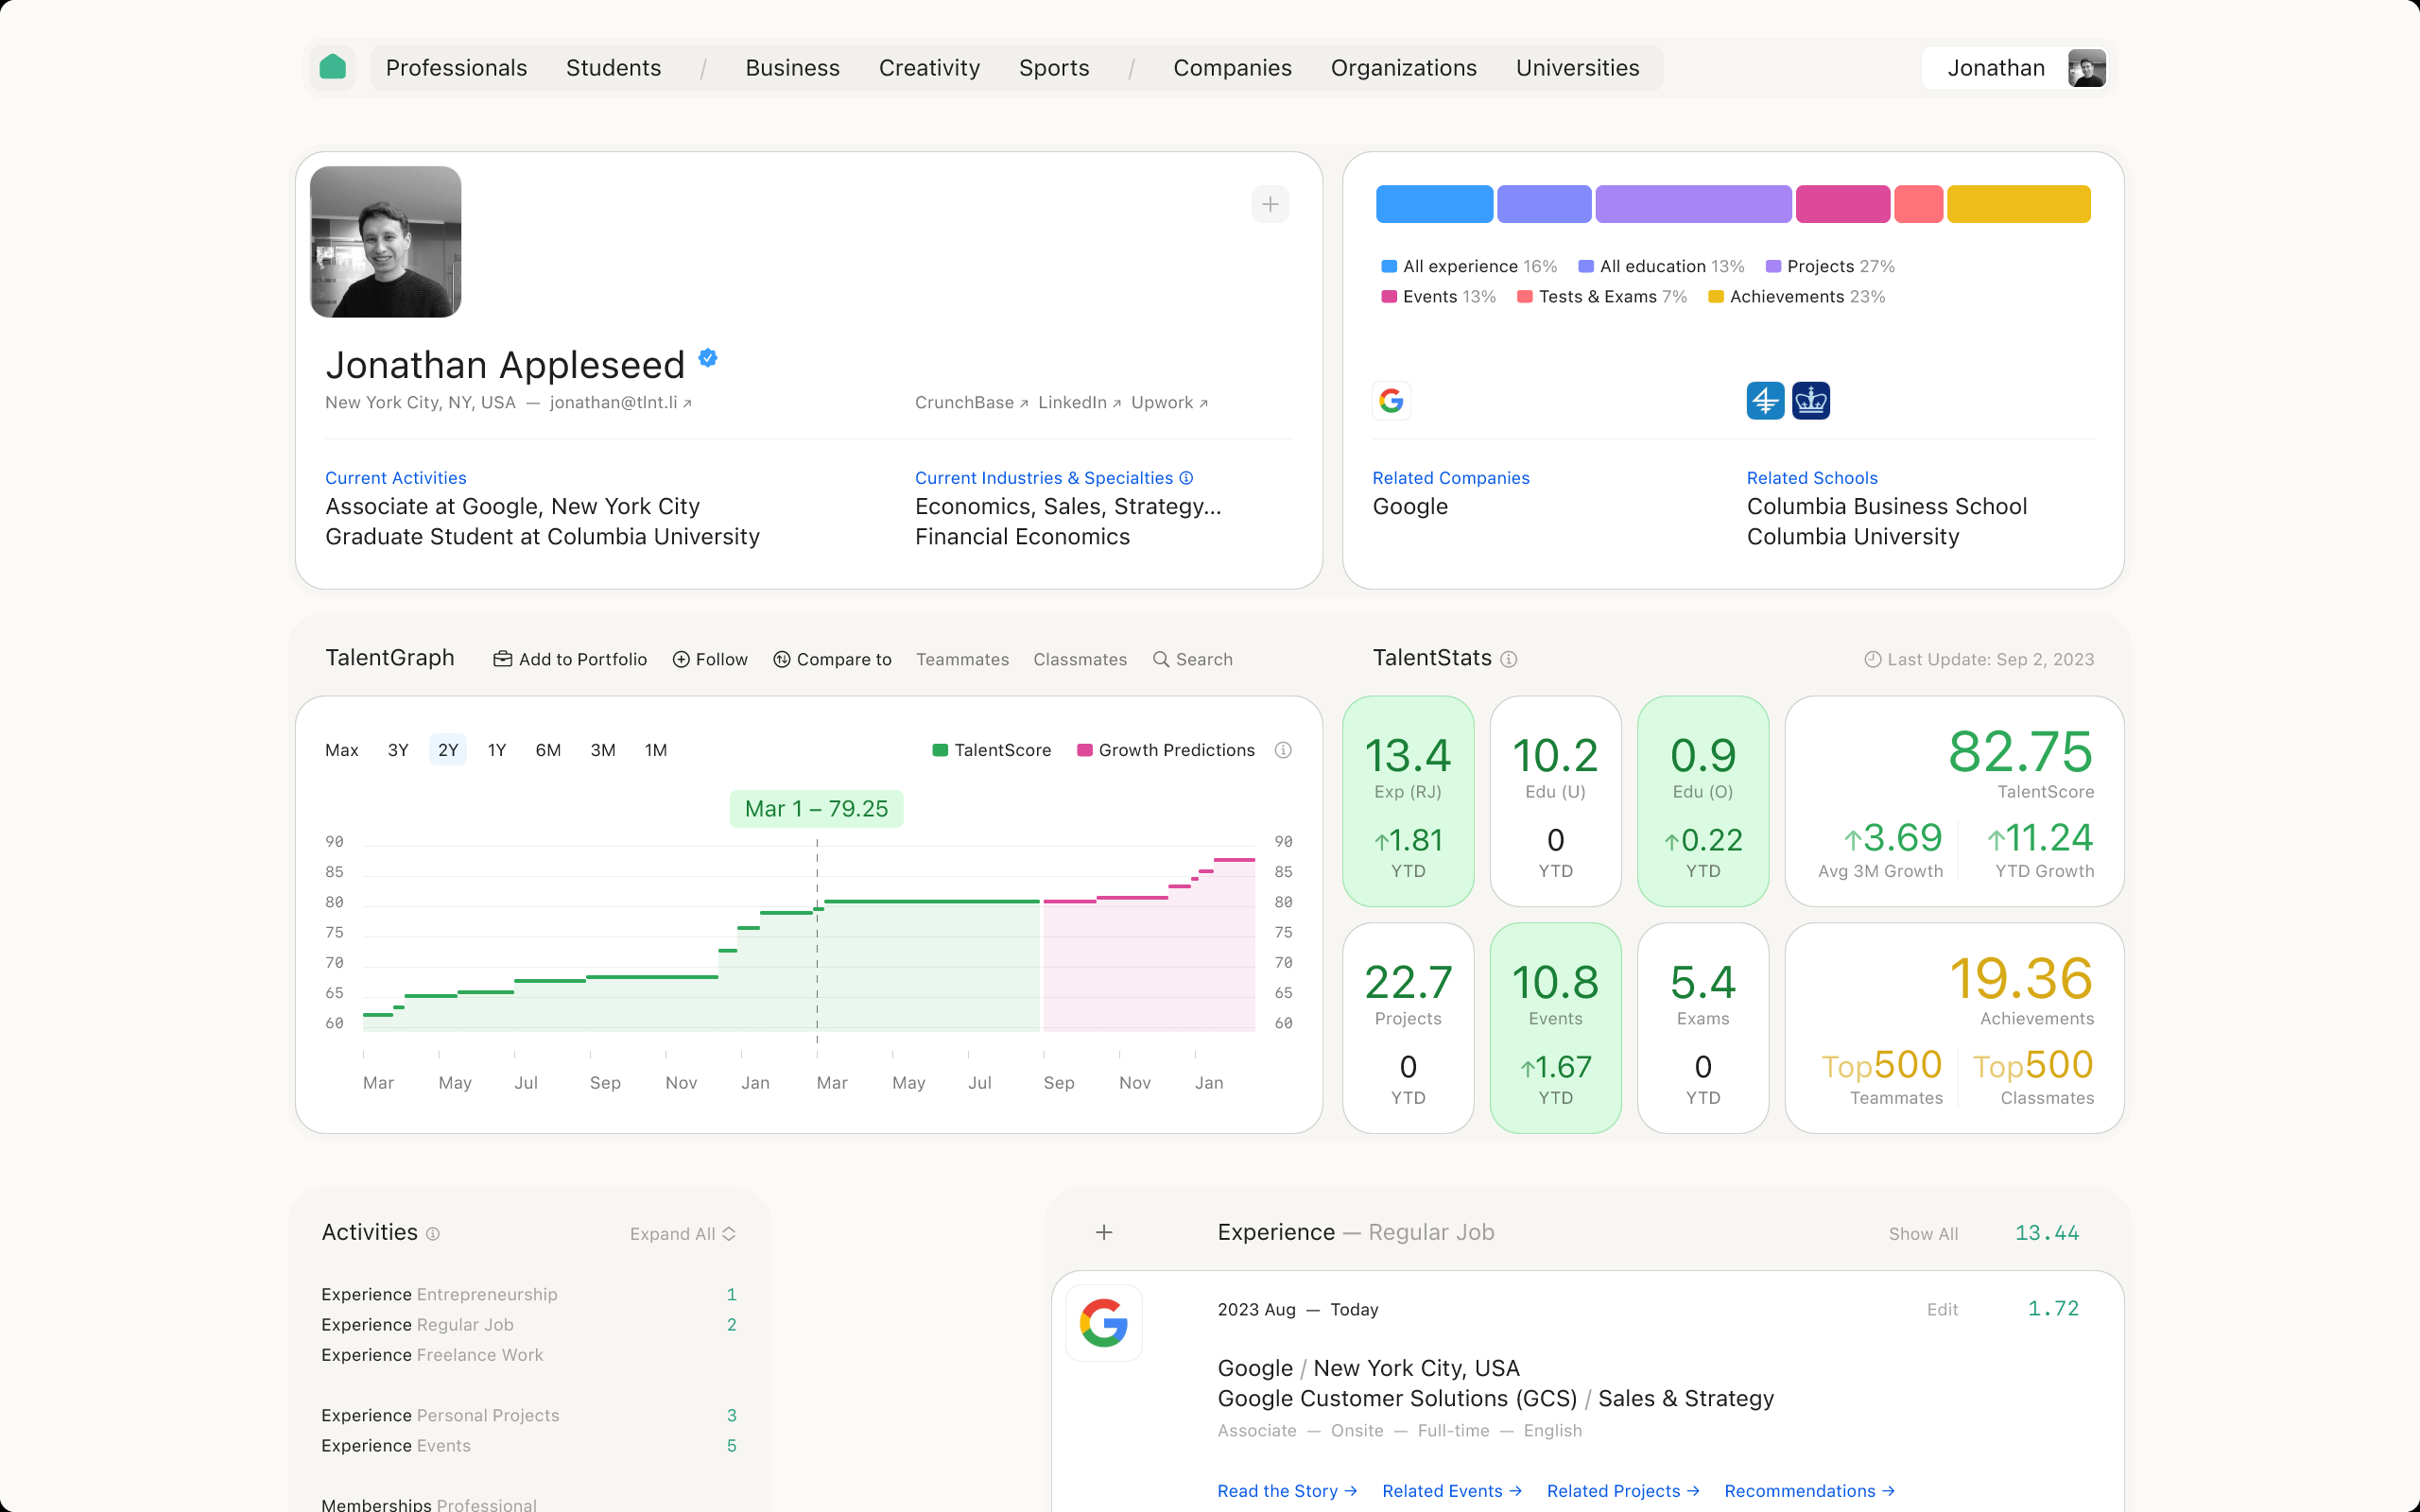 Professionals Students / Business Creativity Sports / Companies Organizations Universities Jonathan
Jonathan Appleseed
New York City, NY, USA — jonathan@tlnt.li ↗ CrunchBase ↗ LinkedIn ↗ Upwork ↗
Current Activities
Associate at Google, New York City
Graduate Student at Columbia University
Current Industries & Specialties
Economics, Sales, Strategy...
Financial Economics
All experience 16% All education 13% Projects 27%
Events 13% Tests & Exams 7% Achievements 23%
Related Companies
Google
Related Schools
Columbia Business School
Columbia University
TalentGraph Add to Portfolio Follow Compare to Teammates Classmates Search
Max 3Y 2Y 1Y 6M 3M 1M TalentScore Growth Predictions
Mar 1 – 79.25
90 90
85 85
80 80
75 75
70 70
65 65
60 60
Mar May Jul Sep Nov Jan Mar May Jul Sep Nov Jan
TalentStats Last Update: Sep 2, 2023
13.4
Exp (RJ)
↑1.81
YTD
10.2
Edu (U)
0
YTD
0.9
Edu (O)
↑0.22
YTD
82.75
TalentScore
↑3.69 ↑11.24
Avg 3M Growth YTD Growth
22.7
Projects
0
YTD
10.8
Events
↑1.67
YTD
5.4
Exams
0
YTD
19.36
Achievements
Top500 Top500
Teammates Classmates
Activities Expand All
Experience Entrepreneurship 1
Experience Regular Job 2
Experience Freelance Work
Experience Personal Projects 3
Experience Events 5
Memberships Professional
+ Experience — Regular Job Show All 13.44
2023 Aug — Today Edit 1.72
Google / New York City, USA
Google Customer Solutions (GCS) / Sales & Strategy
Associate — Onsite — Full-time — English
Read the Story → Related Events → Related Projects → Recommendations →